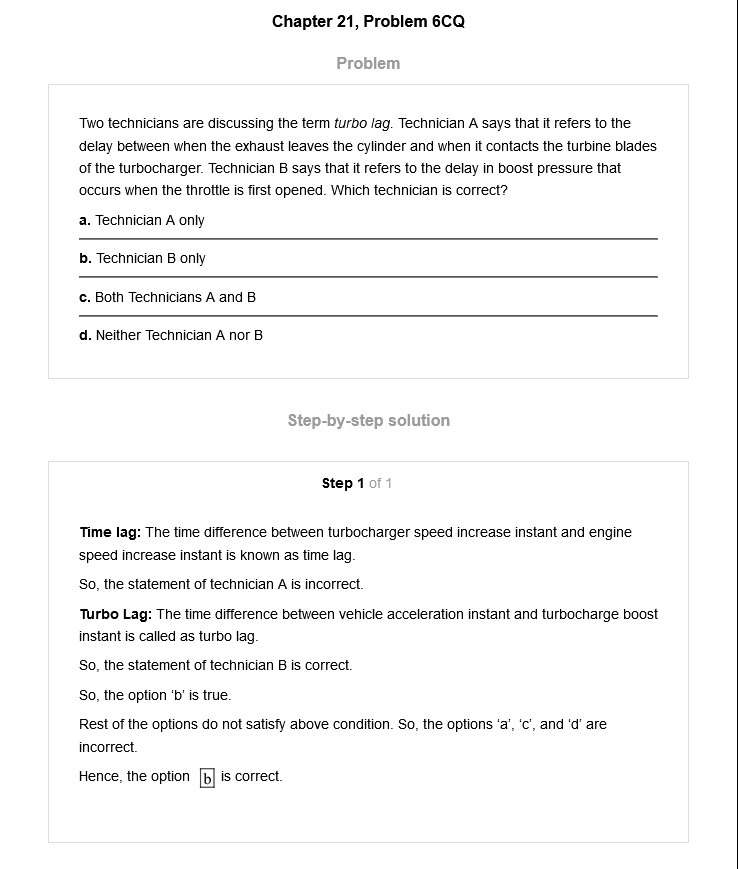 Chapter 21, Problem 6CQ
Problem
Two technicians are discussing the term turbo lag. Technician A says that it refers to the
delay between when the exhaust leaves the cylinder and when it contacts the turbine blades
of the turbocharger. Technician B says that it refers to the delay in boost pressure that
occurs when the throttle is first opened. Which technician is correct?
a. Technician A only
b. Technician B only
c. Both Technicians A and B
d. Neither Technician A nor B
Step-by-step solution
Step 1 of 1
Time lag: The time difference between turbocharger speed increase instant and engine
speed increase instant is known as time lag.
So, the statement of technician A is incorrect.
Turbo Lag: The time difference between vehicle acceleration instant and turbocharge boost
instant is called as turbo lag.
So, the statement of technician B is correct.
So, the option ‘b’ is true.
Rest of the options do not satisfy above condition. So, the options ‘a’, ‘c’, and ‘d’ are
incorrect.
Hence, the option b is correct.